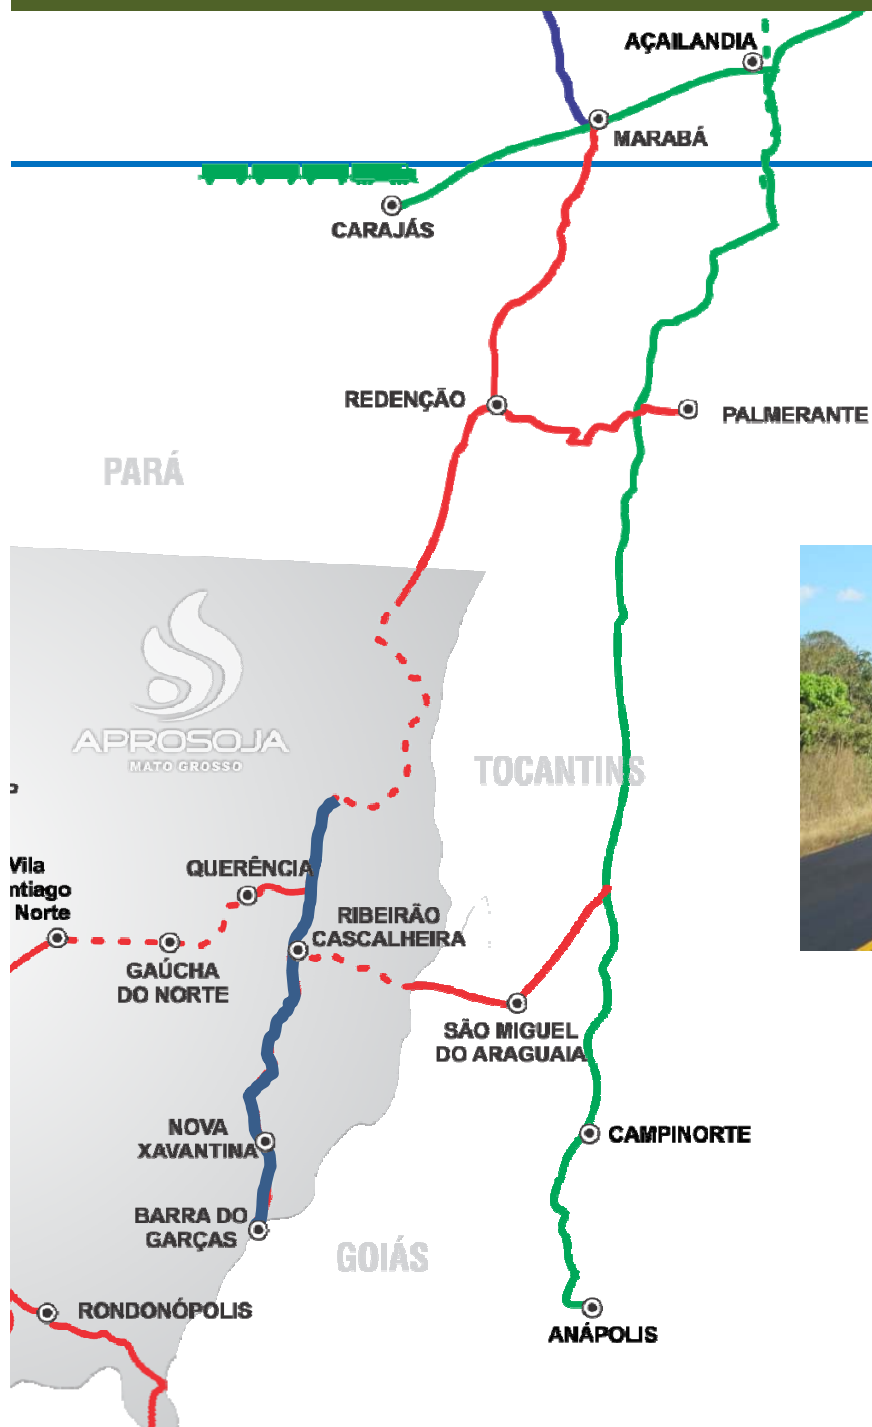 AÇAILANDIA
MARABÁ
CARAJÁS
REDENÇÃO
PALMERANTE
PARÁ
APROSOJA
MATO GROSSO
TOCANTINS
Vila
ntiago
Norte
QUERÊNCIA
RIBEIRÃO
CASCALHEIRA
GAÚCHA
DO NORTE
SÃO MIGUEL
DO ARAGUAIA
NOVA
XAVANTINA
CAMPINORTE
BARRA DO
GARÇAS
GOIÁS
RONDONÓPOLIS
ANÁPOLIS